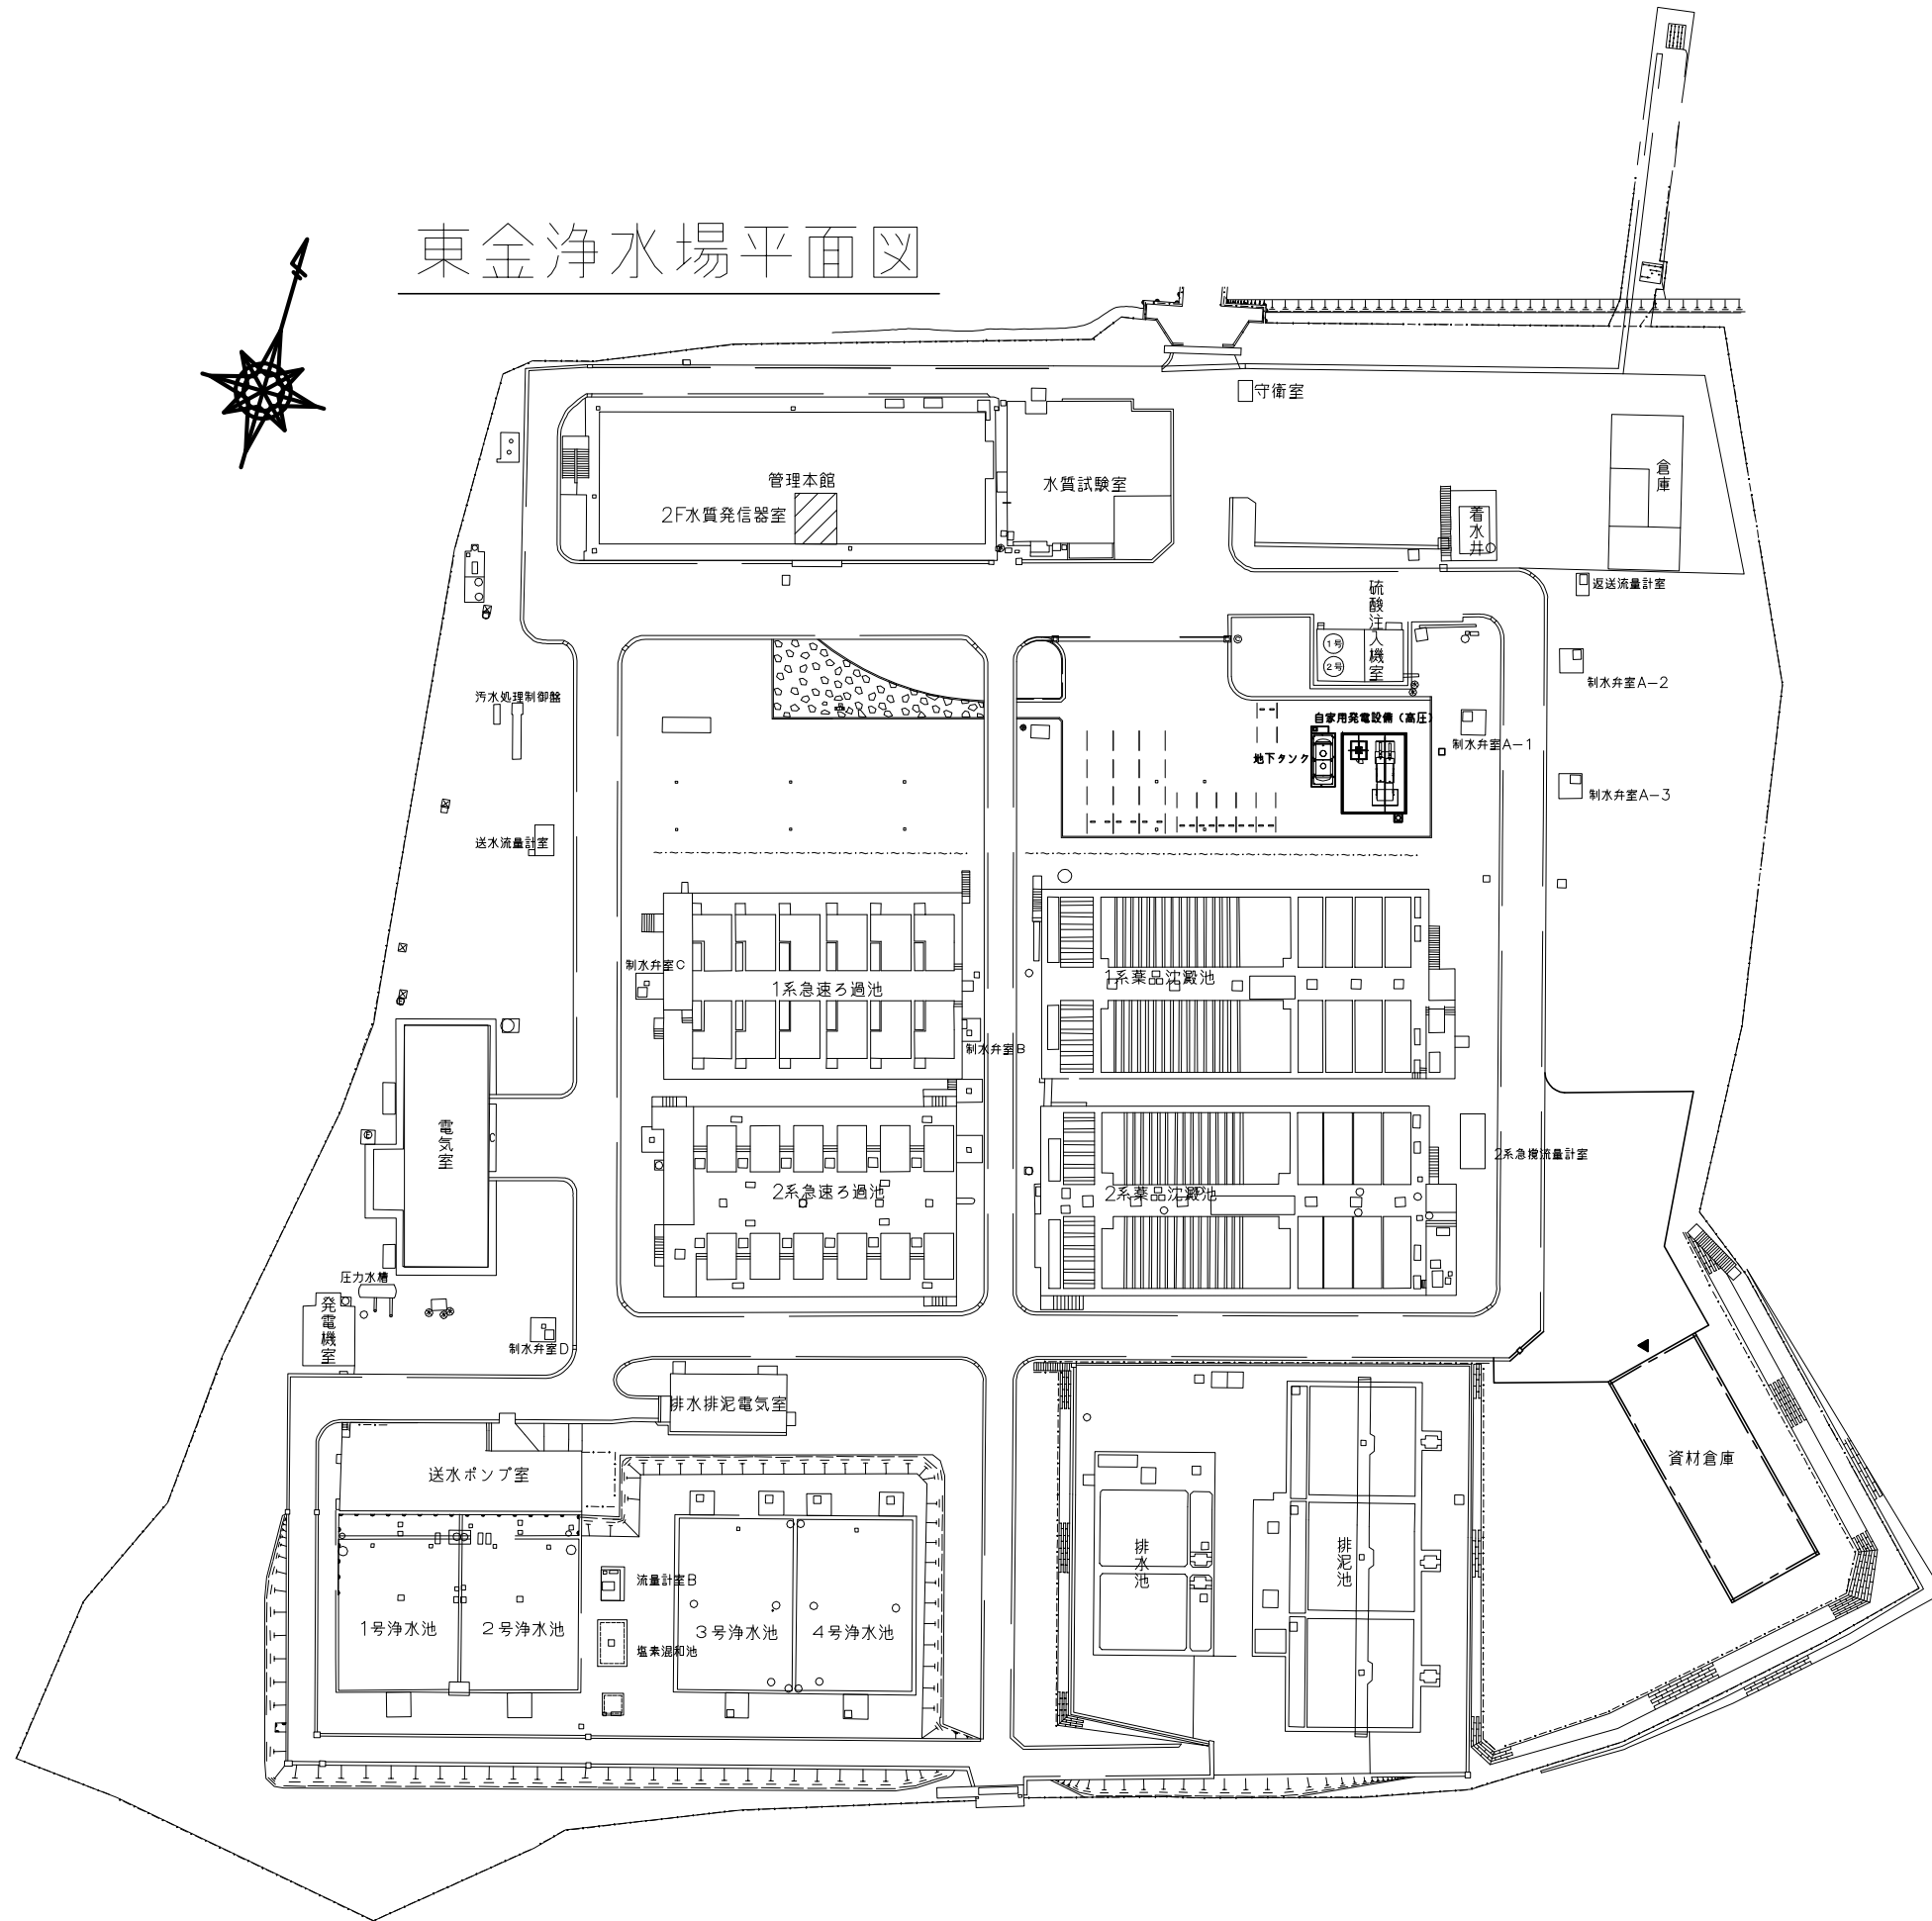 東金浄水場平面図
守衛室
管理本館
2F水質発信器室
水質試験室
倉庫
着水井
返送流量計室
硫酸注入機室
1号
2号
制水弁室A-2
汚水処理制御盤
自家用発電設備（高圧）
制水弁室A-1
地下タンク
制水弁室A-3
送水流量計室
制水弁室C
1系急速ろ過池
1系薬品沈澱池
制水弁室B
電気室
2系急速ろ過池
2系薬品沈澱池
2系急攪流量計室
圧力水槽
発電機室
制水弁室D
排水排泥電気室
送水ポンプ室
資材倉庫
排水池
排泥池
流量計室B
1号浄水池
2号浄水池
塩素混和池
3号浄水池
4号浄水池